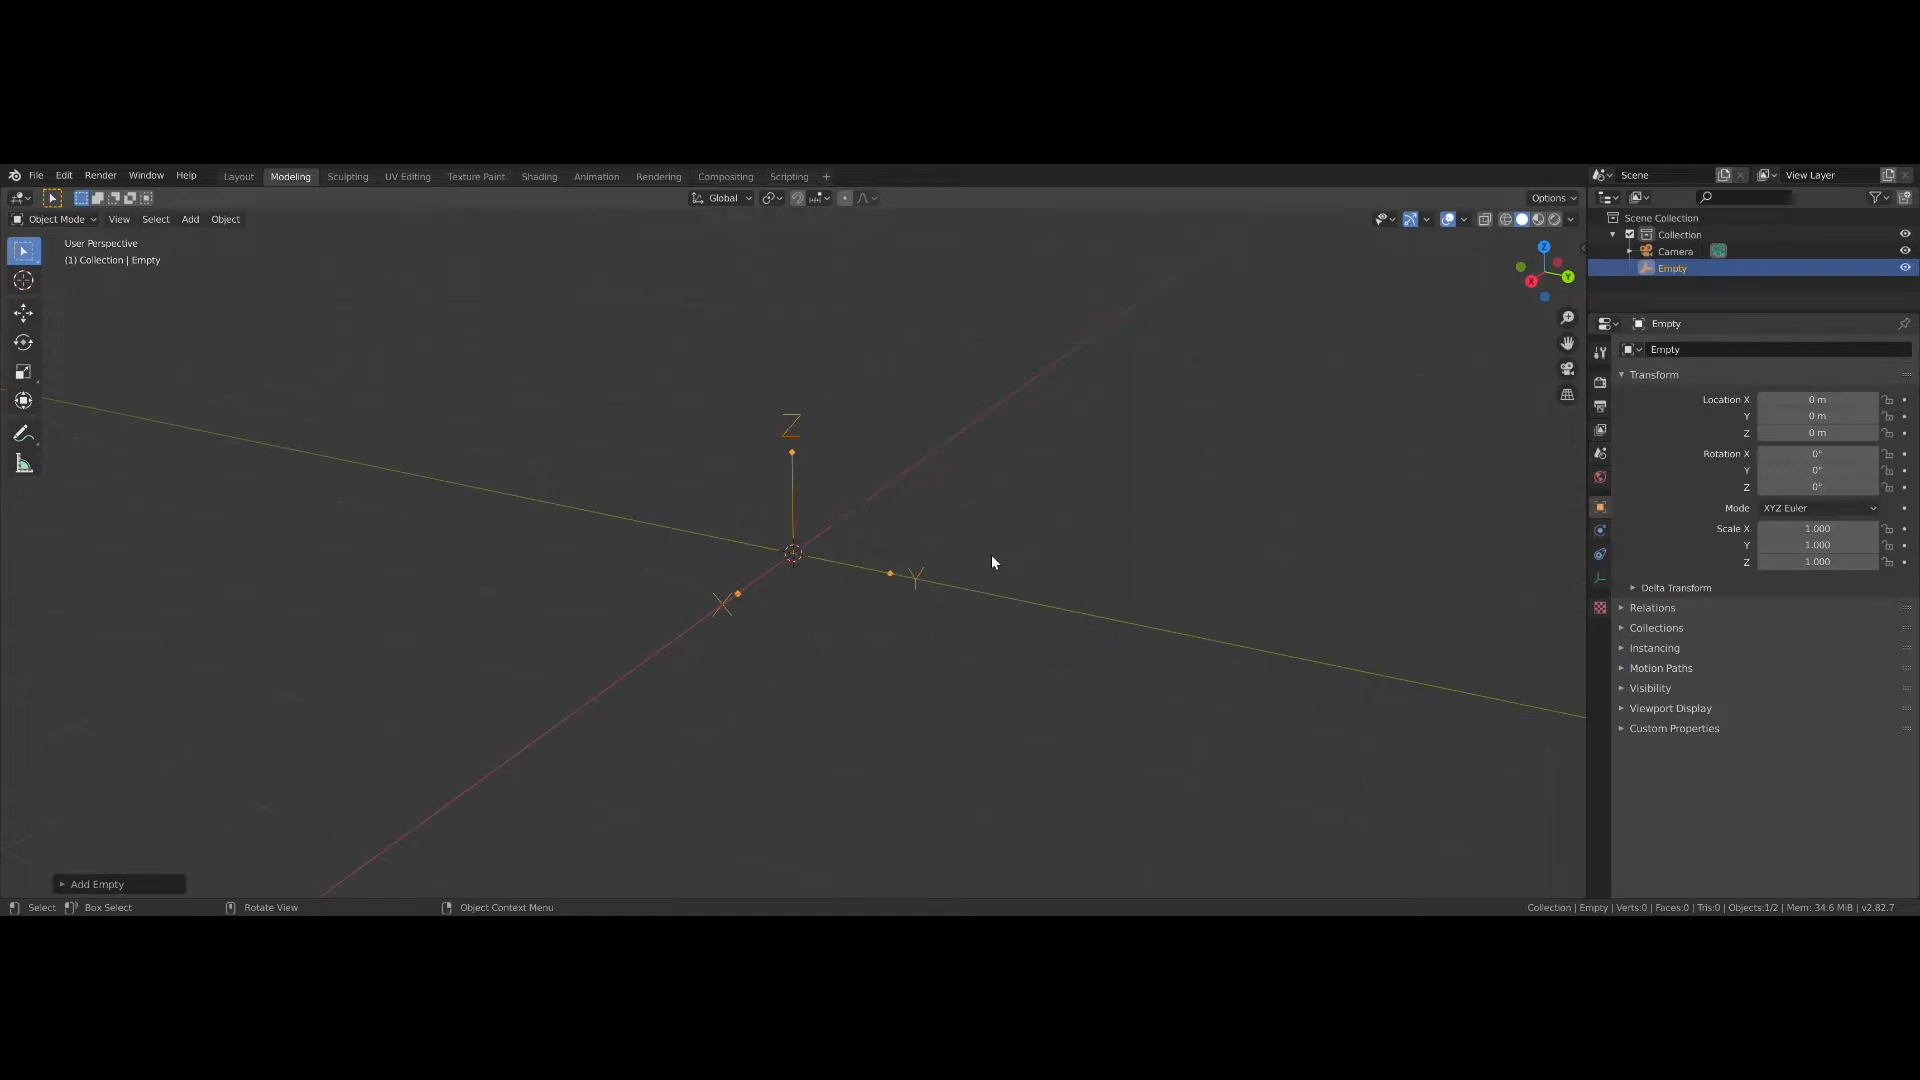 File Edit Render Window Help Layout Modeling Sculpting UV Editing Texture Paint Shading Animation Rendering Compositing Scripting + Scene View Layer
Global Options
Object Mode View Select Add Object
User Perspective
(1) Collection | Empty
Z
X
Y
Z
Y
X
Add Empty
Scene Collection
Collection
Camera
Empty
Empty
Empty
Transform
Location X 0 m
Y 0 m
Z 0 m
Rotation X 0°
Y 0°
Z 0°
Mode XYZ Euler
Scale X 1.000
Y 1.000
Z 1.000
Delta Transform
Relations
Collections
Instancing
Motion Paths
Visibility
Viewport Display
Custom Properties
Select Box Select Rotate View Object Context Menu Collection | Empty | Verts:0 | Faces:0 | Tris:0 | Objects:1/2 | Mem: 34.6 MiB | v2.82.7